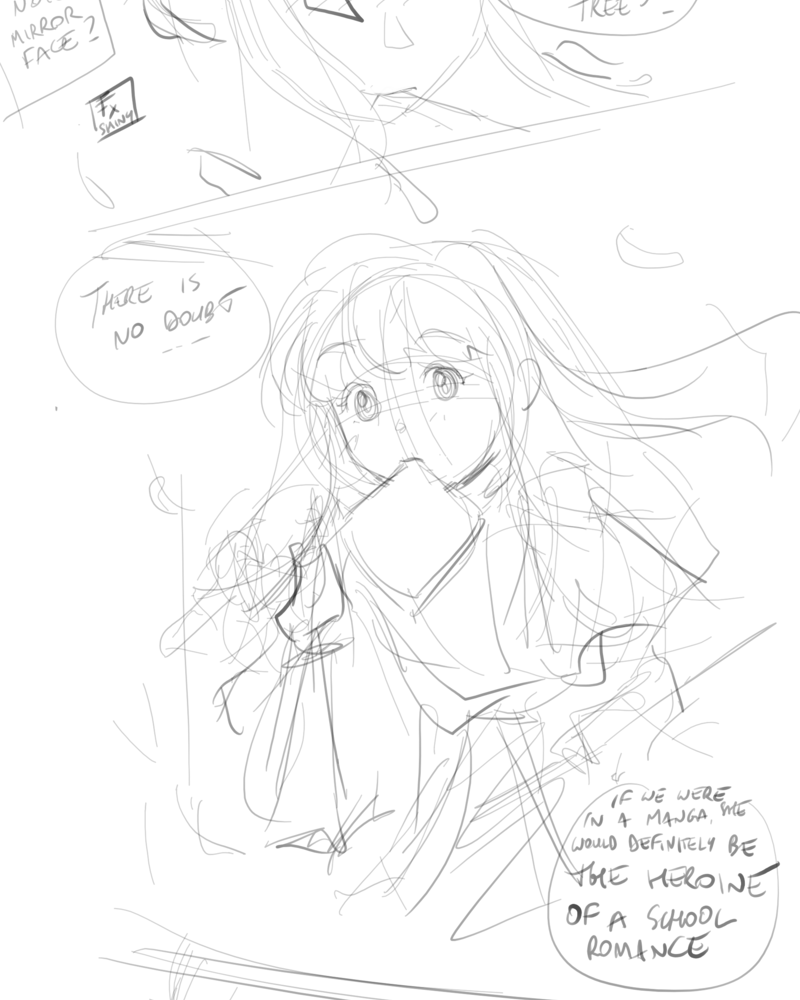 MIRROR
FACE?
TREE?
FX
SHINY
THERE IS
NO DOUBT
...
IF WE WERE
IN A MANGA, SHE
WOULD DEFINITELY BE
THE HEROINE
OF A SCHOOL
ROMANCE